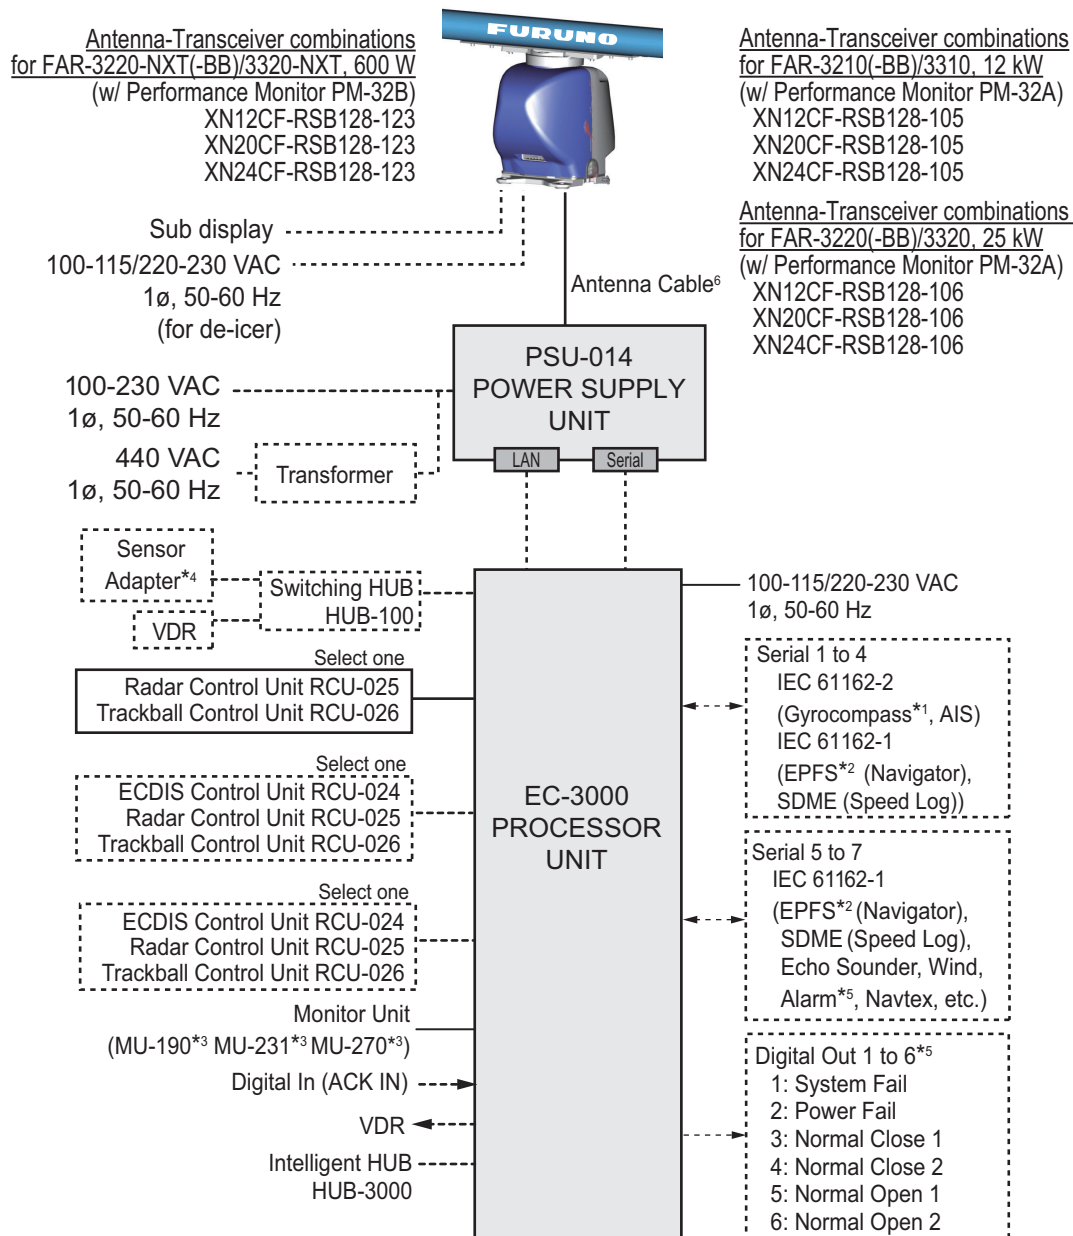 FURUNO
Antenna-Transceiver combinations
for FAR-3220-NXT(-BB)/3320-NXT, 600 W
(w/ Performance Monitor PM-32B)
XN12CF-RSB128-123
XN20CF-RSB128-123
XN24CF-RSB128-123
Antenna-Transceiver combinations
for FAR-3210(-BB)/3310, 12 kW
(w/ Performance Monitor PM-32A)
XN12CF-RSB128-105
XN20CF-RSB128-105
XN24CF-RSB128-105
Antenna-Transceiver combinations
for FAR-3220(-BB)/3320, 25 kW
(w/ Performance Monitor PM-32A)
XN12CF-RSB128-106
XN20CF-RSB128-106
XN24CF-RSB128-106
Sub display
100-115/220-230 VAC
1ø, 50-60 Hz
(for de-icer)
Antenna Cable⁶
PSU-014
POWER SUPPLY
UNIT
LAN
Serial
100-230 VAC
1ø, 50-60 Hz
440 VAC
1ø, 50-60 Hz
Transformer
Sensor
Adapter*⁴
VDR
Switching HUB
HUB-100
Select one
Radar Control Unit RCU-025
Trackball Control Unit RCU-026
Select one
ECDIS Control Unit RCU-024
Radar Control Unit RCU-025
Trackball Control Unit RCU-026
Select one
ECDIS Control Unit RCU-024
Radar Control Unit RCU-025
Trackball Control Unit RCU-026
Monitor Unit
(MU-190*³ MU-231*³ MU-270*³)
Digital In (ACK IN)
VDR
Intelligent HUB
HUB-3000
EC-3000
PROCESSOR
UNIT
100-115/220-230 VAC
1ø, 50-60 Hz
Serial 1 to 4
IEC 61162-2
(Gyrocompass*¹, AIS)
IEC 61162-1
(EPFS*² (Navigator),
SDME (Speed Log))
Serial 5 to 7
IEC 61162-1
(EPFS*² (Navigator),
SDME (Speed Log),
Echo Sounder, Wind,
Alarm*⁵, Navtex, etc.)
Digital Out 1 to 6*⁵
1: System Fail
2: Power Fail
3: Normal Close 1
4: Normal Close 2
5: Normal Open 1
6: Normal Open 2